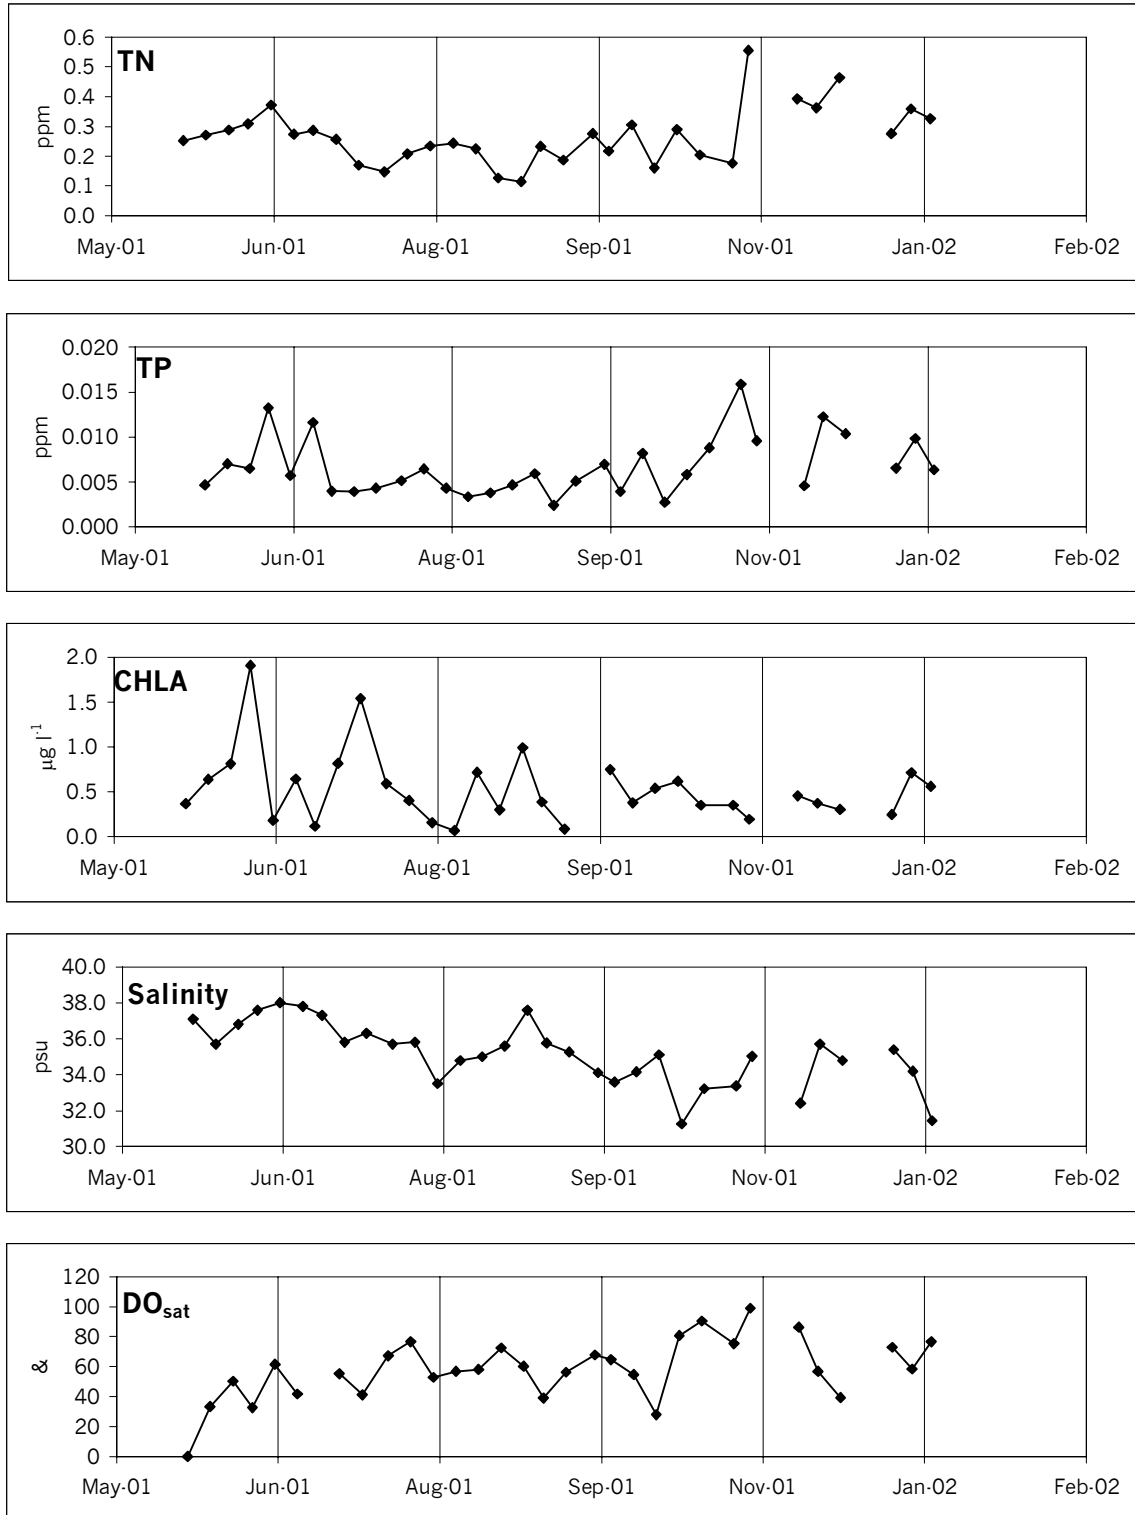 TN
ppm
0.6
0.5
0.4
0.3
0.2
0.1
0.0
May-01 Jun-01 Aug-01 Sep-01 Nov-01 Jan-02 Feb-02
TP
ppm
0.020
0.015
0.010
0.005
0.000
May-01 Jun-01 Aug-01 Sep-01 Nov-01 Jan-02 Feb-02
CHLA
µg l-1
2.0
1.5
1.0
0.5
0.0
May-01 Jun-01 Aug-01 Sep-01 Nov-01 Jan-02 Feb-02
Salinity
psu
40.0
38.0
36.0
34.0
32.0
30.0
May-01 Jun-01 Aug-01 Sep-01 Nov-01 Jan-02 Feb-02
DOsat
&
120
100
80
60
40
20
0
May-01 Jun-01 Aug-01 Sep-01 Nov-01 Jan-02 Feb-02